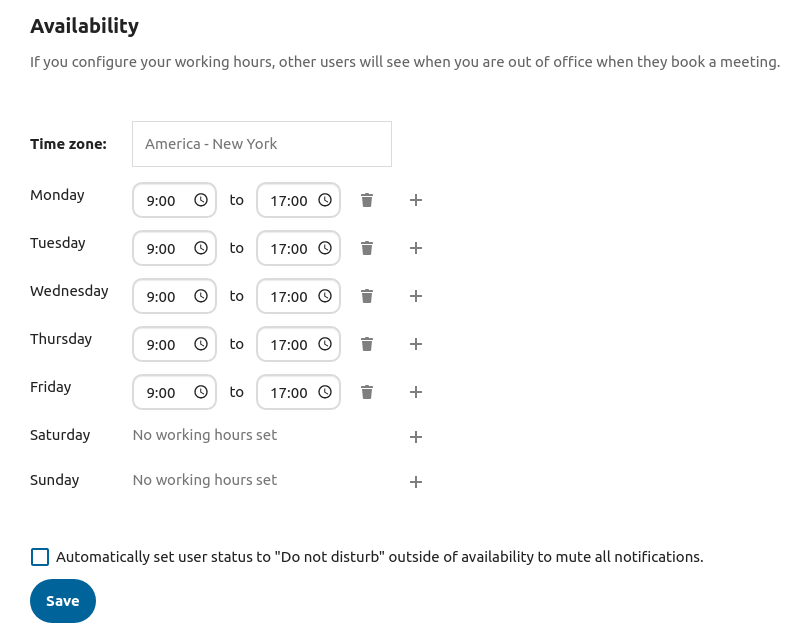 Availability
If you configure your working hours, other users will see when you are out of office when they book a meeting.
Time zone: America - New York
Monday 9:00 to 17:00
Tuesday 9:00 to 17:00
Wednesday 9:00 to 17:00
Thursday 9:00 to 17:00
Friday 9:00 to 17:00
Saturday No working hours set
Sunday No working hours set
Automatically set user status to "Do not disturb" outside of availability to mute all notifications.
Save